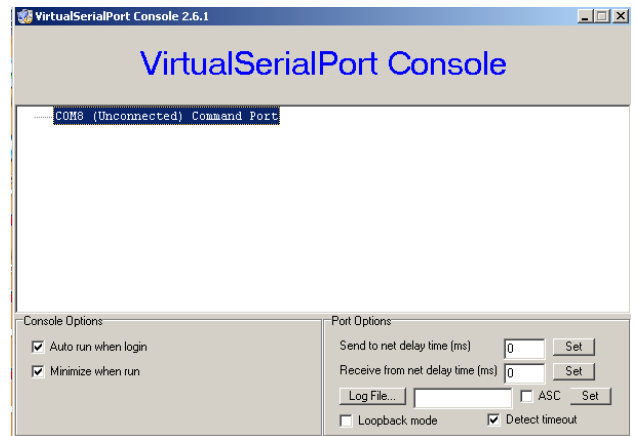 VirtualSerialPort Console 2.6.1
VirtualSerialPort Console
COM8 (Unconnected) Command Port
Console Options
Auto run when login
Minimize when run
Port Options
Send to net delay time (ms) 0 Set
Receive from net delay time (ms) 0 Set
Log File... ASC Set
Loopback mode Detect timeout